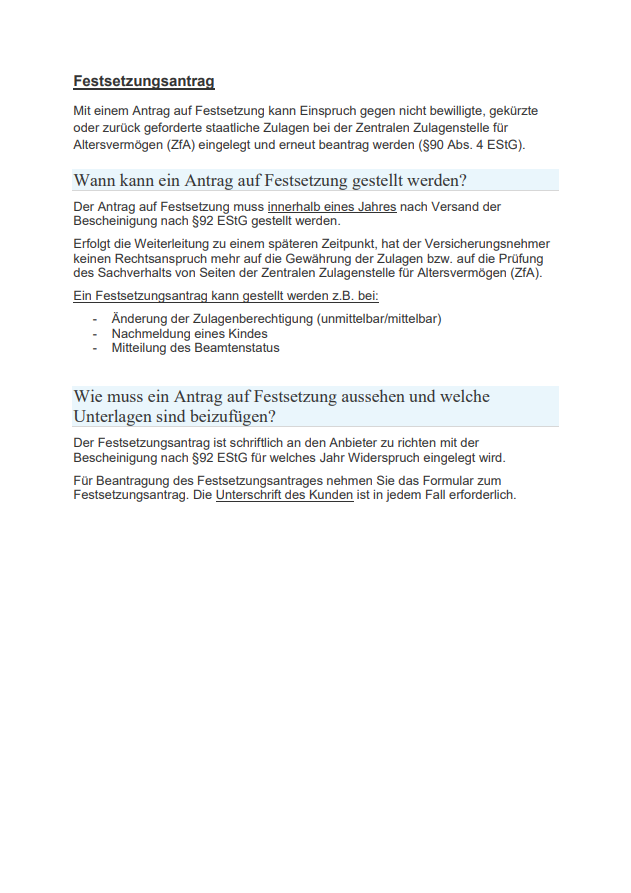 Festsetzungsantrag
Mit einem Antrag auf Festsetzung kann Einspruch gegen nicht bewilligte, gekürzte
oder zurück geforderte staatliche Zulagen bei der Zentralen Zulagenstelle für
Altersvermögen (ZfA) eingelegt und erneut beantrag werden (§90 Abs. 4 EStG).
Wann kann ein Antrag auf Festsetzung gestellt werden?
Der Antrag auf Festsetzung muss innerhalb eines Jahres nach Versand der
Bescheinigung nach §92 EStG gestellt werden.
Erfolgt die Weiterleitung zu einem späteren Zeitpunkt, hat der Versicherungsnehmer
keinen Rechtsanspruch mehr auf die Gewährung der Zulagen bzw. auf die Prüfung
des Sachverhalts von Seiten der Zentralen Zulagenstelle für Altersvermögen (ZfA).
Ein Festsetzungsantrag kann gestellt werden z.B. bei:
- Änderung der Zulagenberechtigung (unmittelbar/mittelbar)
- Nachmeldung eines Kindes
- Mitteilung des Beamtenstatus
Wie muss ein Antrag auf Festsetzung aussehen und welche
Unterlagen sind beizufügen?
Der Festsetzungsantrag ist schriftlich an den Anbieter zu richten mit der
Bescheinigung nach §92 EStG für welches Jahr Widerspruch eingelegt wird.
Für Beantragung des Festsetzungsantrages nehmen Sie das Formular zum
Festsetzungsantrag. Die Unterschrift des Kunden ist in jedem Fall erforderlich.